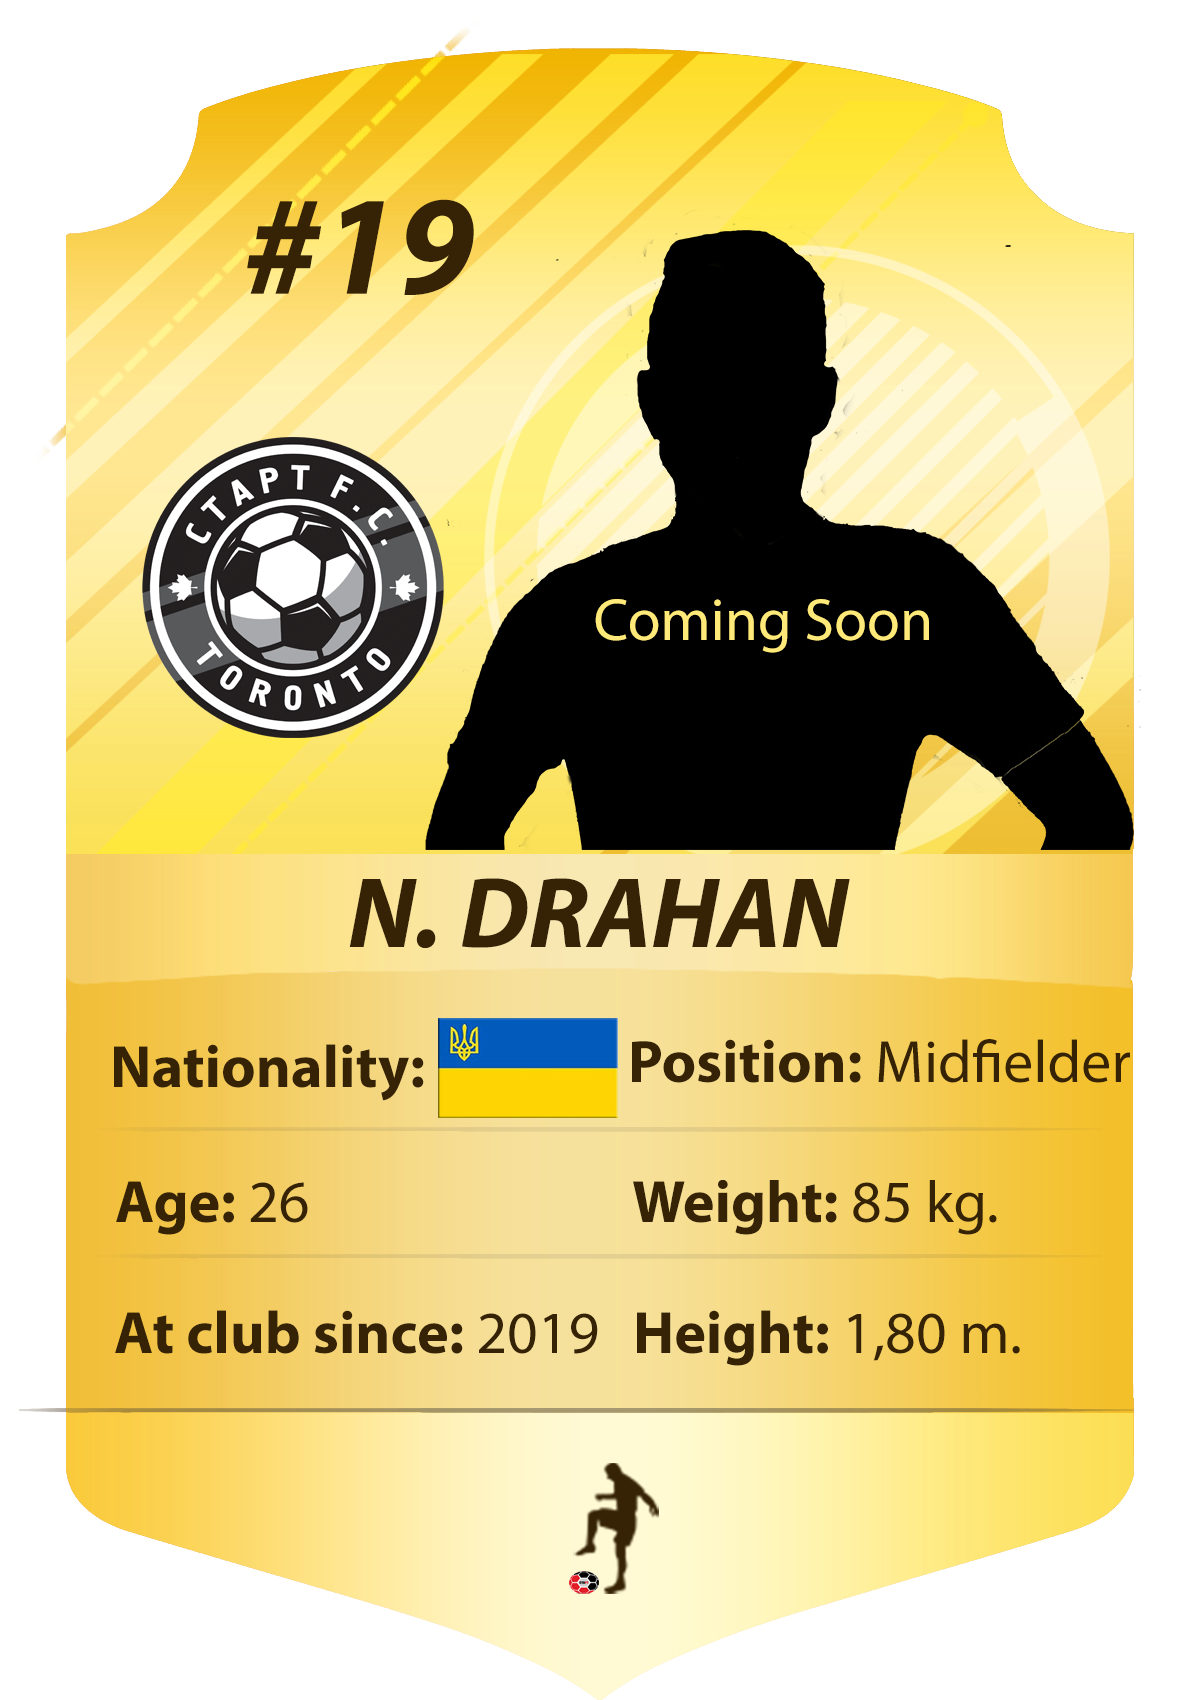 #19
СТАРТ F.C.
TORONTO
Coming Soon
N. DRAHAN
Nationality: Position: Midfielder
Age: 26 Weight: 85 kg.
At club since: 2019 Height: 1,80 m.